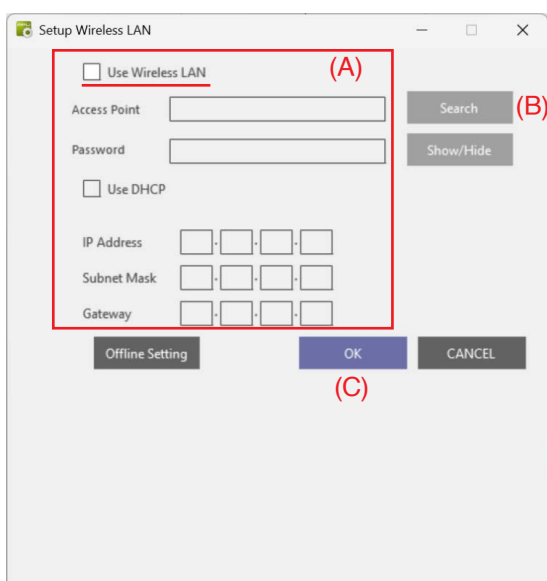 Setup Wireless LAN
Use Wireless LAN (A)
Access Point Search (B)
Password Show/Hide
Use DHCP
IP Address . . .
Subnet Mask . . .
Gateway . . .
Offline Setting OK CANCEL
(C)